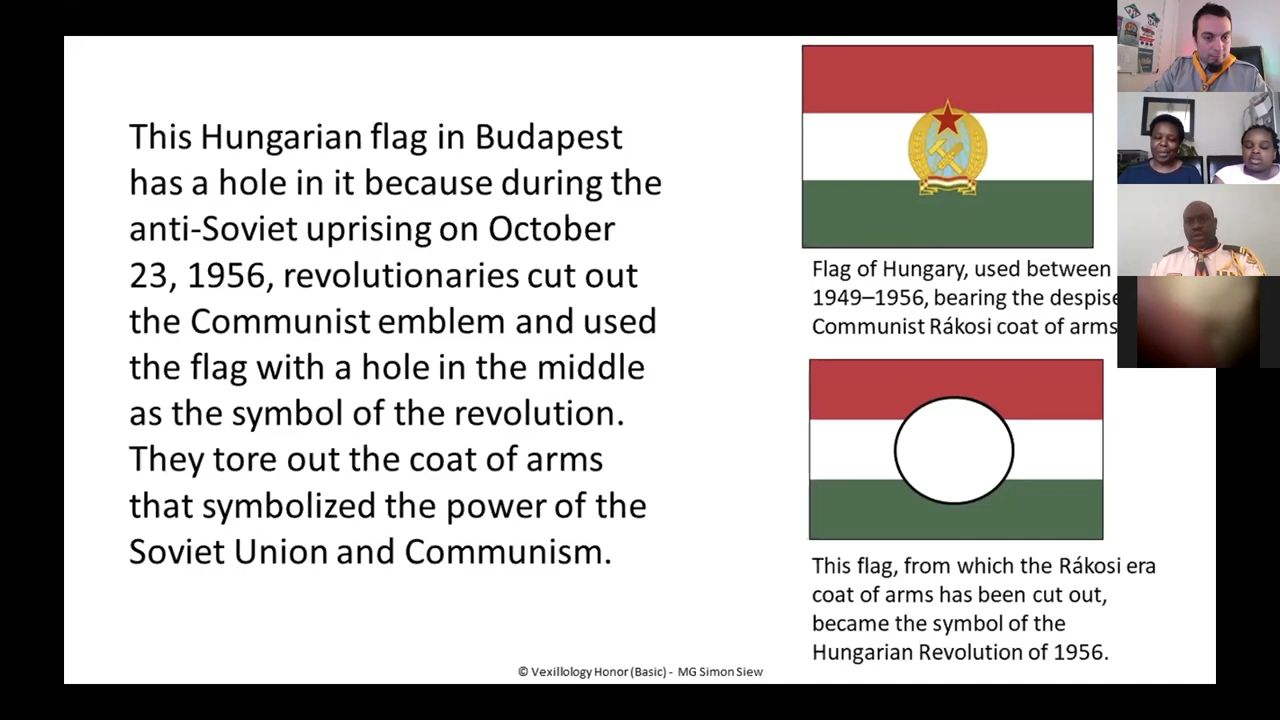 This Hungarian flag in Budapest
has a hole in it because during the
anti-Soviet uprising on October
23, 1956, revolutionaries cut out
the Communist emblem and used
the flag with a hole in the middle
as the symbol of the revolution.
They tore out the coat of arms
that symbolized the power of the
Soviet Union and Communism.
Flag of Hungary, used between
1949–1956, bearing the despise
Communist Rákosi coat of arms
This flag, from which the Rákosi era
coat of arms has been cut out,
became the symbol of the
Hungarian Revolution of 1956.
© Vexillology Honor (Basic) - MG Simon Siew